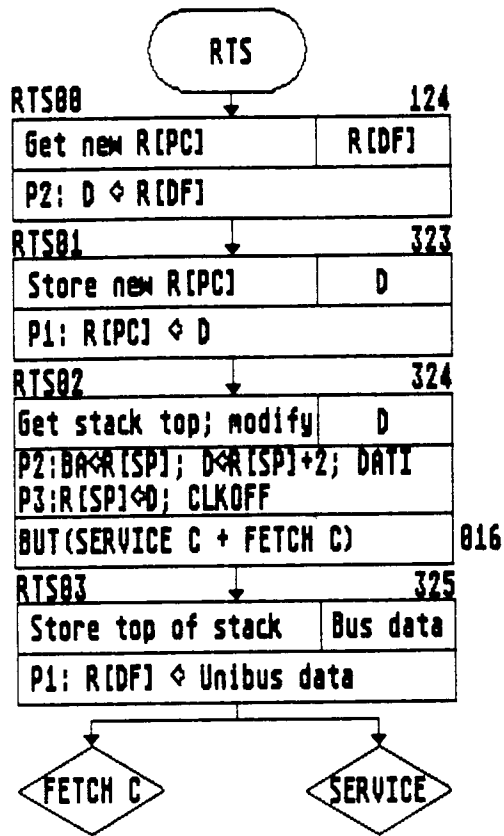 RTS
RTS00 124
Get new R[PC] R[DF]
P2: D ← R[DF]
RTS01 323
Store new R[PC] D
P1: R[PC] ← D
RTS02 324
Get stack top; modify D
P2:BA←R[SP]; D←R[SP]+2; DATI
P3:R[SP]←D; CLKOFF
BUT(SERVICE C + FETCH C) 016
RTS03 325
Store top of stack Bus data
P1: R[DF] ← Unibus data
FETCH C SERVICE